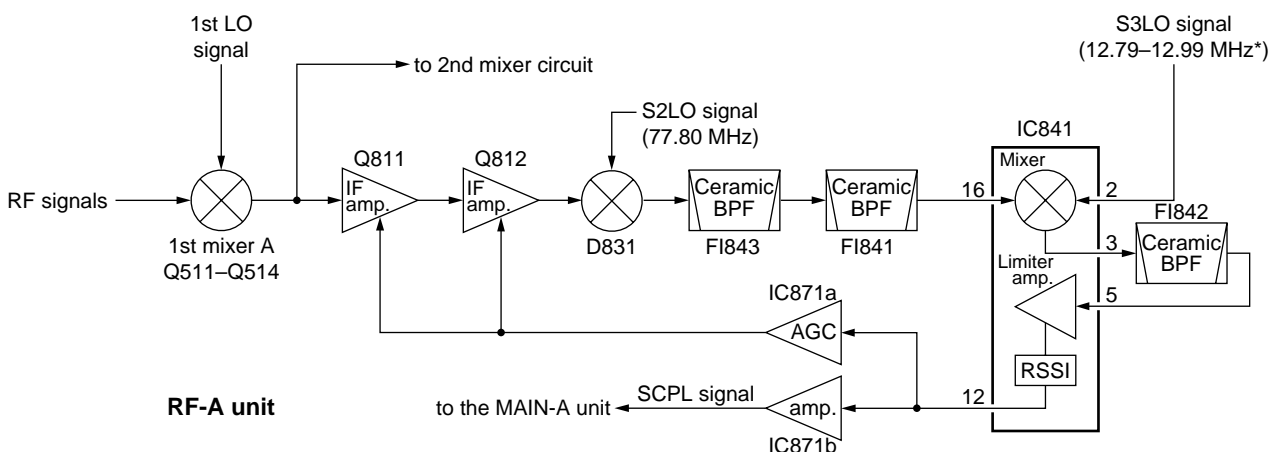 1st LO
signal
S3LO signal
(12.79–12.99 MHz*)
to 2nd mixer circuit
S2LO signal
(77.80 MHz)
IC841
Q811
Q812
Mixer
RF signals
IF
amp.
IF
amp.
Ceramic
BPF
Ceramic
BPF
16
2
FI842
1st mixer A
Q511–Q514
D831
FI843
FI841
3
Ceramic
BPF
Limiter
amp.
5
IC871a
AGC
RSSI
RF-A unit
to the MAIN-A unit
SCPL signal
amp.
12
IC871b